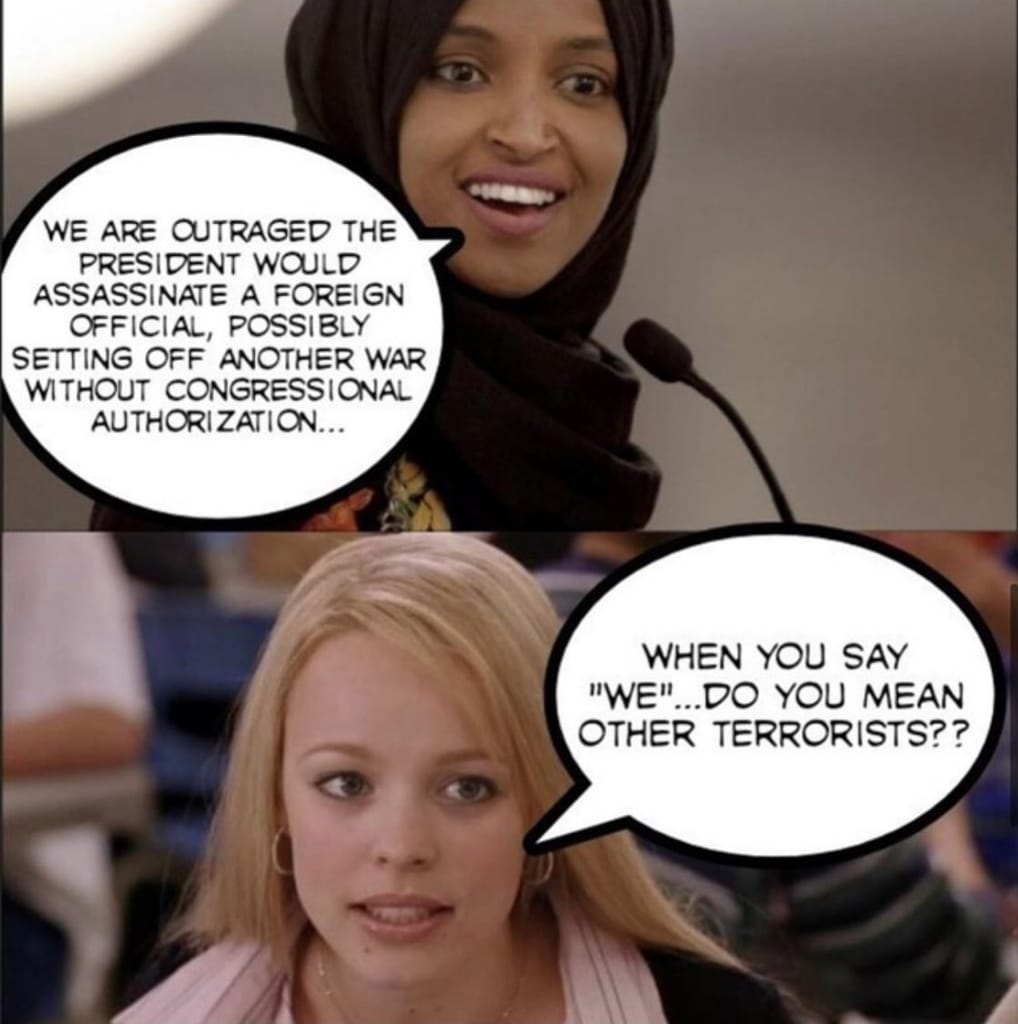 WE ARE OUTRAGED THE
PRESIDENT WOULD
ASSASSINATE A FOREIGN
OFFICIAL, POSSIBLY
SETTING OFF ANOTHER WAR
WITHOUT CONGRESSIONAL
AUTHORIZATION...
WHEN YOU SAY
"WE"...DO YOU MEAN
OTHER TERRORISTS??